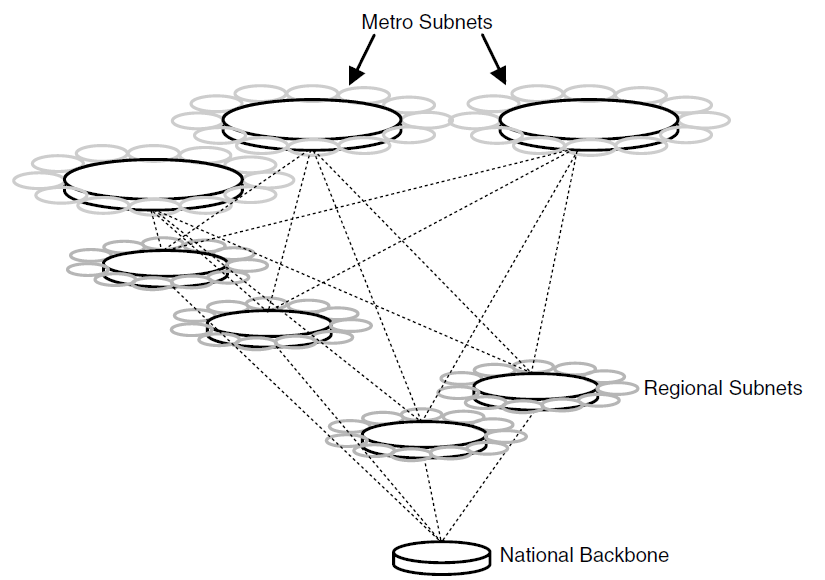 Metro Subnets
Regional Subnets
National Backbone